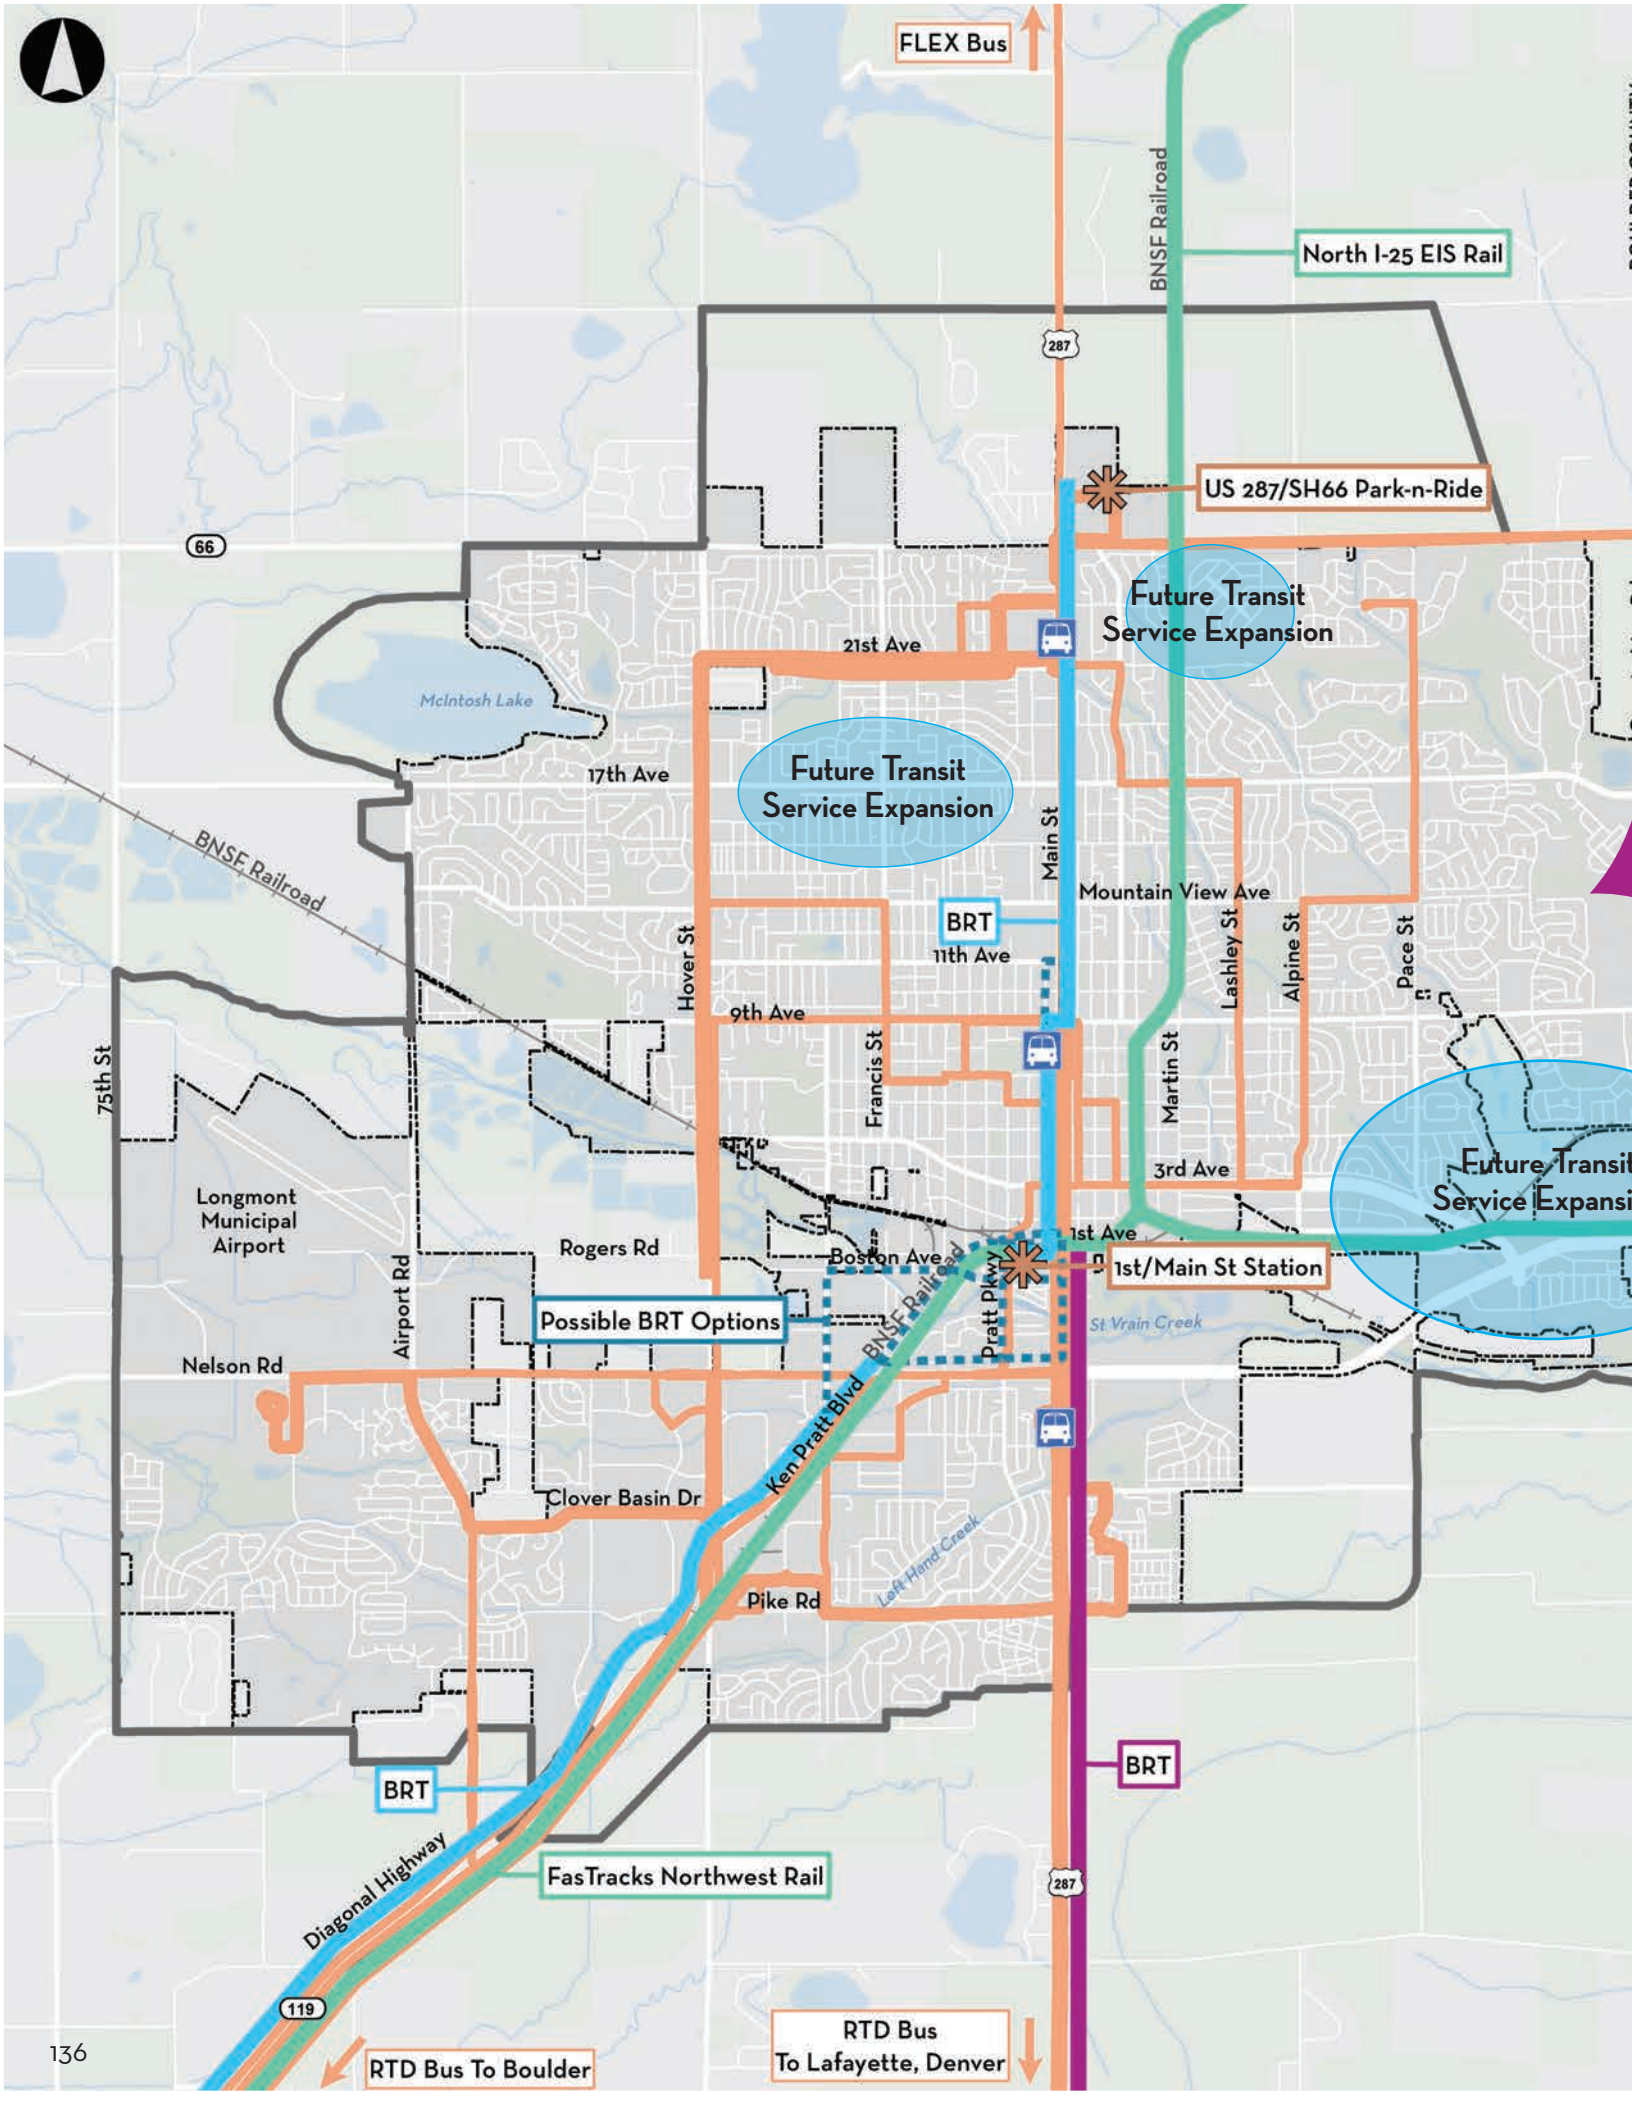 FLEX Bus
BNSF Railroad
North I-25 EIS Rail
287
US 287/SH66 Park-n-Ride
66
Future Transit
Service Expansion
21st Ave
McIntosh Lake
17th Ave
Future Transit
Service Expansion
Main St
BNSF Railroad
Mountain View Ave
BRT
11th Ave
Hover St
Lashley St
Alpine St
Pace St
9th Ave
Francis St
Martin St
75th St
3rd Ave
Future Transit
Service Expansi
Longmont
Municipal
Airport
1st Ave
Rogers Rd
Boston Ave
BNSF Railroad
Pratt Pkwy
1st/Main St Station
Airport Rd
Possible BRT Options
St Vrain Creek
Nelson Rd
Ken Pratt Blvd
Clover Basin Dr
Left Hand Creek
Pike Rd
BRT
BRT
Diagonal Highway
FasTracks Northwest Rail
287
119
RTD Bus
To Lafayette, Denver
RTD Bus To Boulder
136